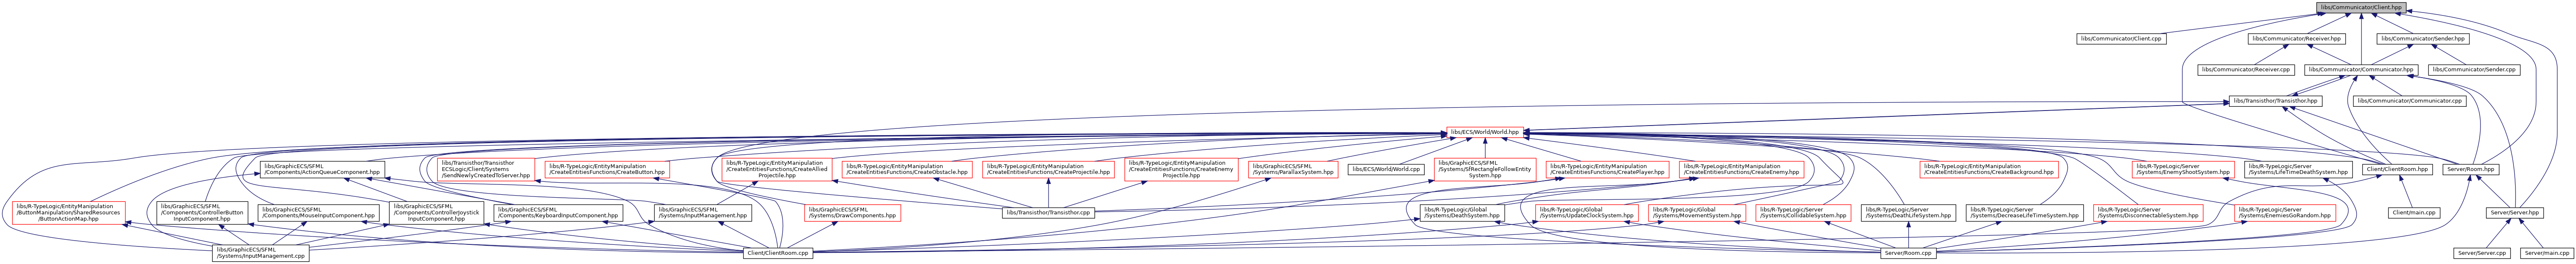 libs/Communicator/Client.hpp
libs/Communicator/Client.cpp
libs/Communicator/Receiver.hpp
libs/Communicator/Sender.hpp
libs/Communicator/Receiver.cpp
libs/Communicator/Communicator.hpp
libs/Communicator/Sender.cpp
libs/Transisthor/Transisthor.hpp
libs/Communicator/Communicator.cpp
libs/ECS/World/World.hpp
libs/GraphicECS/SFML
/Components/ActionQueueComponent.hpp
libs/Transisthor/Transisthor
ECSLogic/Client/Systems
/SendNewlyCreatedToServer.hpp
libs/R-TypeLogic/EntityManipulation
/CreateEntitiesFunctions/CreateButton.hpp
libs/R-TypeLogic/EntityManipulation
/CreateEntitiesFunctions/CreateAllied
Projectile.hpp
libs/R-TypeLogic/EntityManipulation
/CreateEntitiesFunctions/CreateObstacle.hpp
libs/R-TypeLogic/EntityManipulation
/CreateEntitiesFunctions/CreateProjectile.hpp
libs/R-TypeLogic/EntityManipulation
/CreateEntitiesFunctions/CreateEnemy
Projectile.hpp
libs/GraphicECS/SFML
/Systems/ParallaxSystem.hpp
libs/ECS/World/World.cpp
libs/GraphicECS/SFML
/Systems/SFRectangleFollowEntity
System.hpp
libs/R-TypeLogic/EntityManipulation
/CreateEntitiesFunctions/CreatePlayer.hpp
libs/R-TypeLogic/EntityManipulation
/CreateEntitiesFunctions/CreateEnemy.hpp
libs/R-TypeLogic/EntityManipulation
/CreateEntitiesFunctions/CreateBackground.hpp
libs/R-TypeLogic/Server
/Systems/EnemyShootSystem.hpp
libs/R-TypeLogic/Server
/Systems/LifeTimeDeathSystem.hpp
Client/ClientRoom.hpp
Server/Room.hpp
libs/R-TypeLogic/EntityManipulation
/ButtonManipulation/SharedResources
/ButtonActionMap.hpp
libs/GraphicECS/SFML
/Components/ControllerButton
InputComponent.hpp
libs/GraphicECS/SFML
/Components/MouseInputComponent.hpp
libs/GraphicECS/SFML
/Components/ControllerJoystick
InputComponent.hpp
libs/GraphicECS/SFML
/Components/KeyboardInputComponent.hpp
libs/GraphicECS/SFML
/Systems/InputManagement.hpp
libs/GraphicECS/SFML
/Systems/DrawComponents.hpp
libs/Transisthor/Transisthor.cpp
libs/R-TypeLogic/Global
/Systems/DeathSystem.hpp
libs/R-TypeLogic/Global
/Systems/UpdateClockSystem.hpp
libs/R-TypeLogic/Global
/Systems/MovementSystem.hpp
libs/R-TypeLogic/Server
/Systems/CollidableSystem.hpp
libs/R-TypeLogic/Server
/Systems/DeathLifeSystem.hpp
libs/R-TypeLogic/Server
/Systems/DecreaseLifeTimeSystem.hpp
libs/R-TypeLogic/Server
/Systems/DisconnectableSystem.hpp
libs/R-TypeLogic/Server
/Systems/EnemiesGoRandom.hpp
Client/main.cpp
Server/Server.hpp
libs/GraphicECS/SFML
/Systems/InputManagement.cpp
Client/ClientRoom.cpp
Server/Room.cpp
Server/Server.cpp
Server/main.cpp